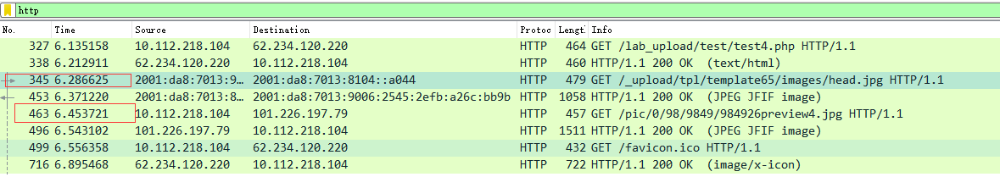 http
No. Time Source Destination Protoc Lengtl Info
327 6.135158 10.112.218.104 62.234.120.220 HTTP 464 GET /lab_upload/test/test4.php HTTP/1.1
338 6.212911 62.234.120.220 10.112.218.104 HTTP 460 HTTP/1.1 200 OK (text/html)
345 6.286625 2001:da8:7013:9… 2001:da8:7013:8104::a044 HTTP 479 GET /_upload/tpl/template65/images/head.jpg HTTP/1.1
453 6.371220 2001:da8:7013:8… 2001:da8:7013:9006:2545:2efb:a26c:bb9b HTTP 1058 HTTP/1.1 200 OK (JPEG JFIF image)
463 6.453721 10.112.218.104 101.226.197.79 HTTP 457 GET /pic/0/98/9849/984926preview4.jpg HTTP/1.1
496 6.543102 101.226.197.79 10.112.218.104 HTTP 1511 HTTP/1.1 200 OK (JPEG JFIF image)
499 6.556358 10.112.218.104 62.234.120.220 HTTP 432 GET /favicon.ico HTTP/1.1
716 6.895468 62.234.120.220 10.112.218.104 HTTP 722 HTTP/1.1 200 OK (image/x-icon)